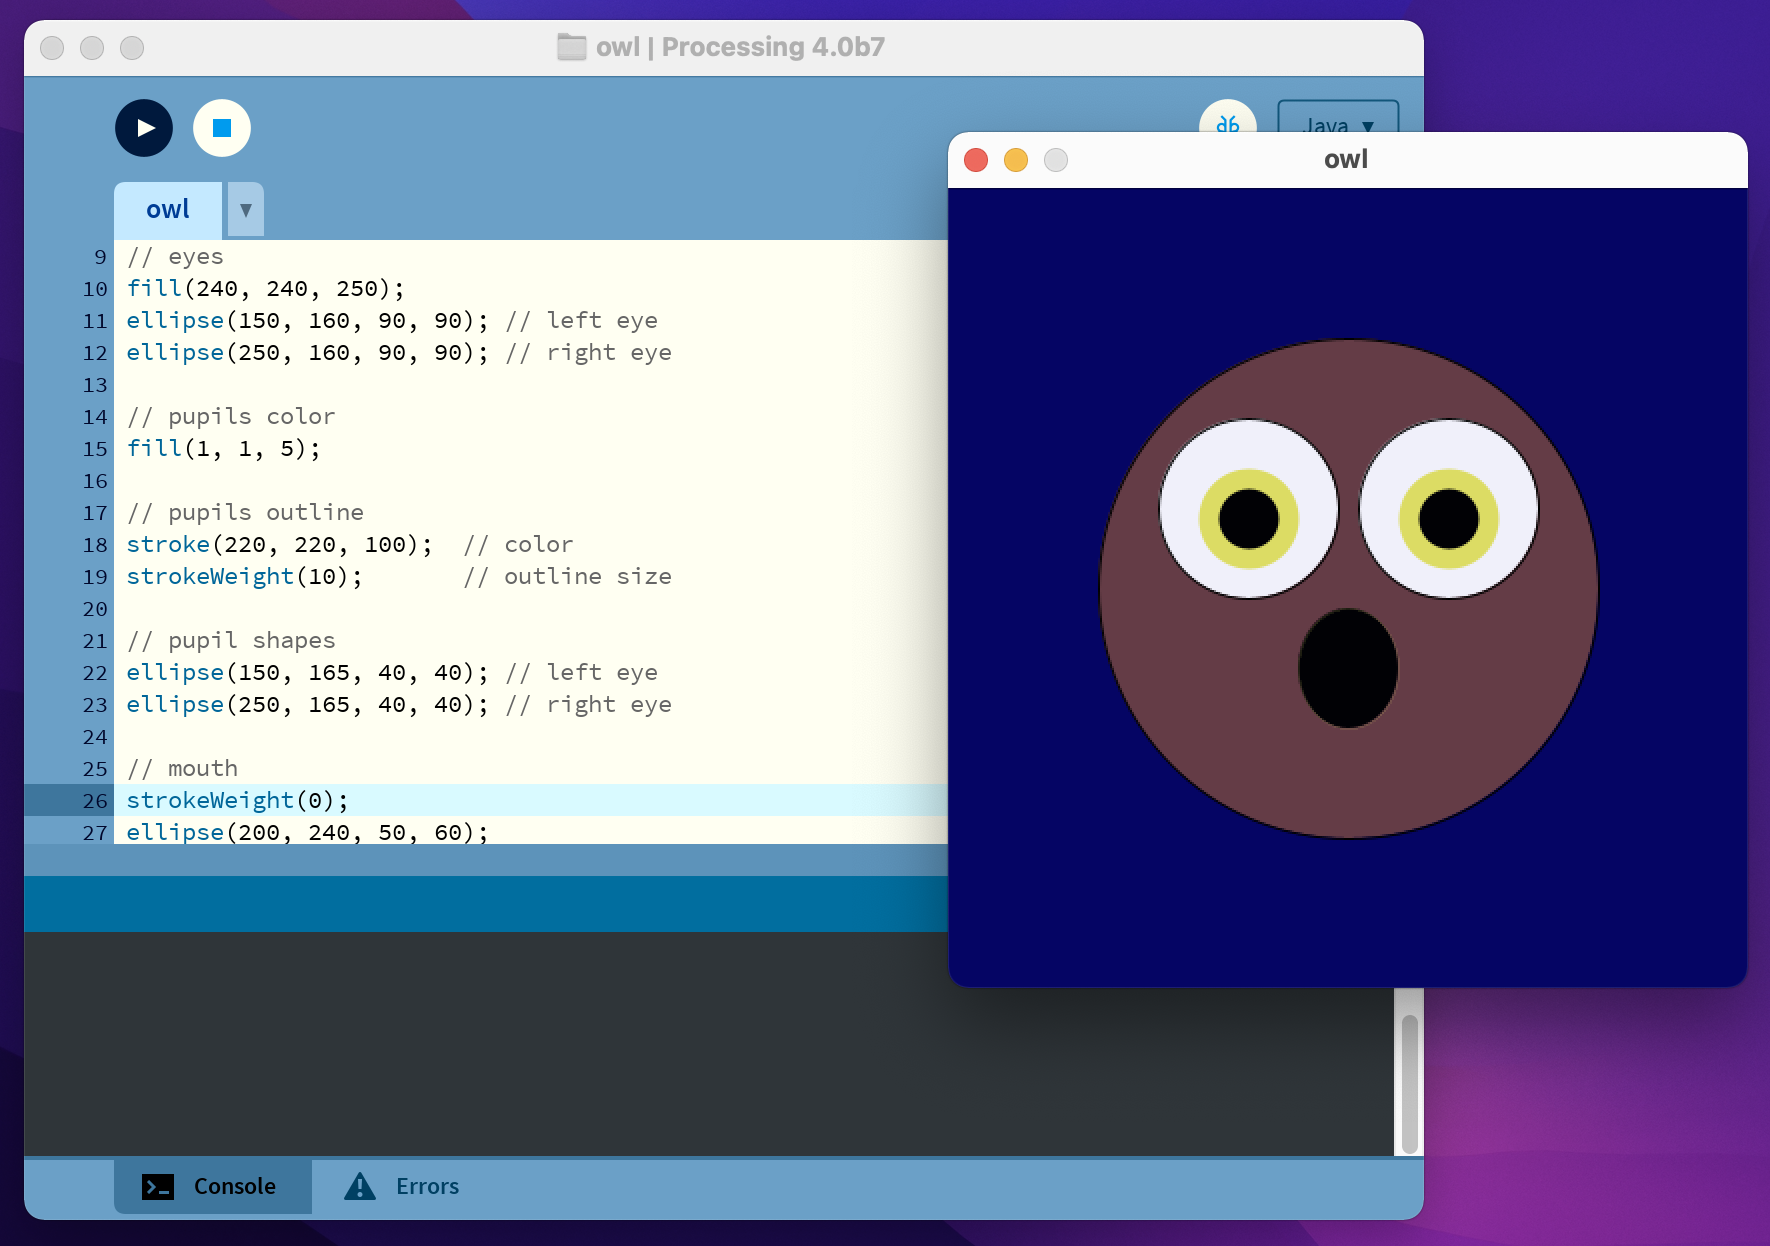 owl | Processing 4.0b7
Java
owl
owl
9 // eyes
10 fill(240, 240, 250);
11 ellipse(150, 160, 90, 90); // left eye
12 ellipse(250, 160, 90, 90); // right eye
13
14 // pupils color
15 fill(1, 1, 5);
16
17 // pupils outline
18 stroke(220, 220, 100);  // color
19 strokeWeight(10);       // outline size
20
21 // pupil shapes
22 ellipse(150, 165, 40, 40); // left eye
23 ellipse(250, 165, 40, 40); // right eye
24
25 // mouth
26 strokeWeight(0);
27 ellipse(200, 240, 50, 60);
Console
Errors